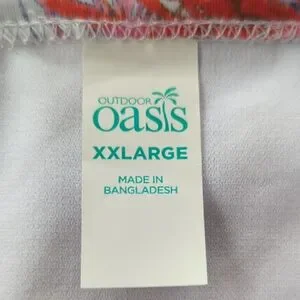 OUTDOOR
oasis
XXLARGE
MADE IN
BANGLADESH